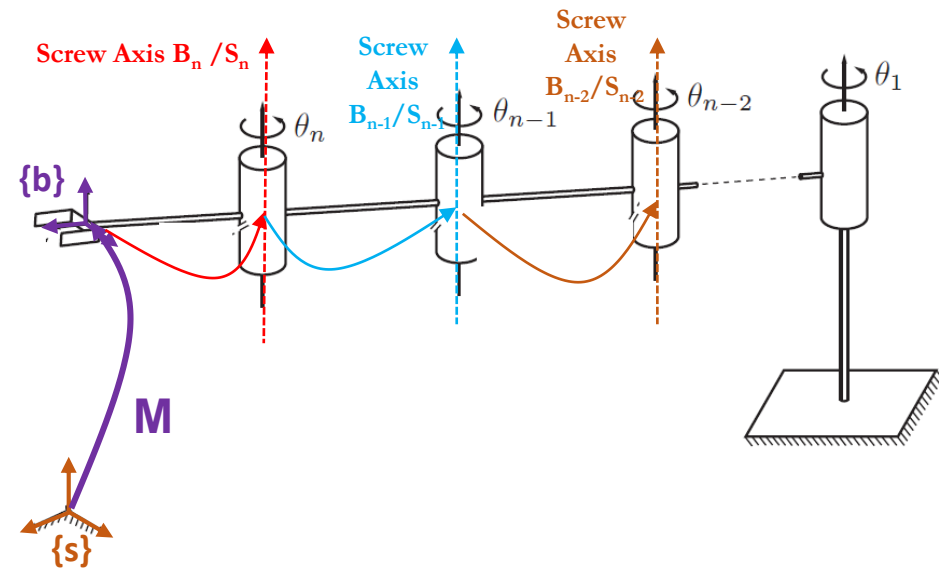 Screw Axis Bₙ /Sₙ
Screw
Axis
Bₙ₋₁/Sₙ₋₁
Screw
Axis
Bₙ₋₂/Sₙ₋₂
θₙ
θₙ₋₁
θₙ₋₂
θ₁
{b}
M
{s}